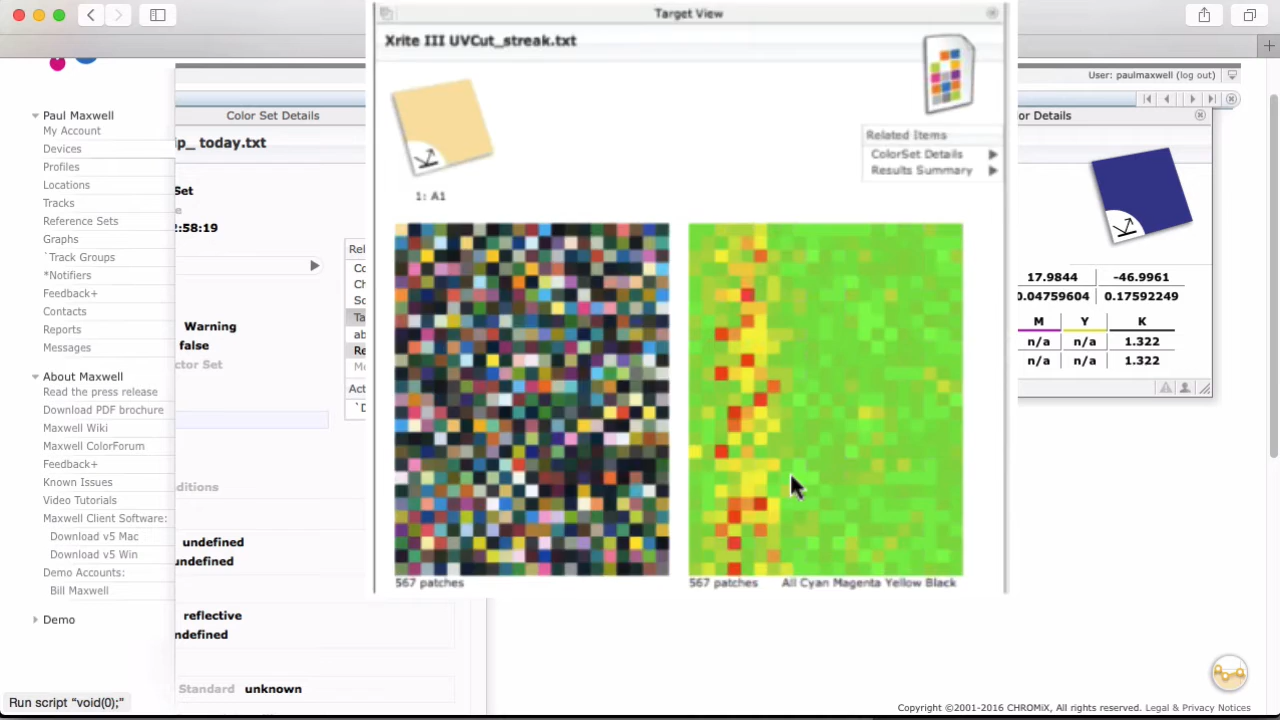 Target View
Xrite III UVCut_streak.txt
Related Items
ColorSet Details
Results Summary
1: A1
567 patches
567 patches
All Cyan Magenta Yellow Black
User: paulmaxwell (log out)
Paul Maxwell
My Account
Devices
Profiles
Locations
Tracks
Reference Sets
Graphs
`Track Groups
*Notifiers
Feedback+
Contacts
Reports
Messages
About Maxwell
Read the press release
Download PDF brochure
Maxwell Wiki
Maxwell ColorForum
Feedback+
Known Issues
Video Tutorials
Maxwell Client Software:
Download v5 Mac
Download v5 Win
Demo Accounts:
Bill Maxwell
Demo
Run script "void(0);"
Color Set Details
ip_ today.txt
Set
2:58:19
Warning
false
ctor Set
ditions
undefined
undefined
reflective
ndefined
Standard unknown
or Details
17.9844 -46.9961
0.04759604 0.17592249
M Y K
n/a n/a 1.322
n/a n/a 1.322
Copyright ©2001-2016 CHROMiX, All rights reserved. Legal & Privacy Notices